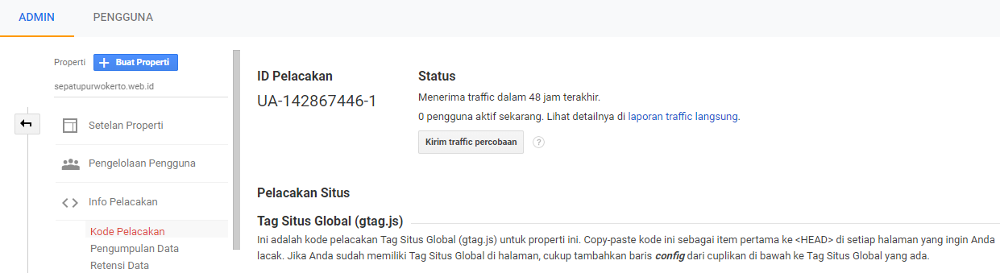 ADMIN
PENGGUNA
Properti
Buat Properti
sepatupurwokerto.web.id
Setelan Properti
Pengelolaan Pengguna
Info Pelacakan
Kode Pelacakan
Pengumpulan Data
Retensi Data
ID Pelacakan
UA-142867446-1
Status
Menerima traffic dalam 48 jam terakhir.
0 pengguna aktif sekarang. Lihat detailnya di laporan traffic langsung.
Kirim traffic percobaan
?
Pelacakan Situs
Tag Situs Global (gtag.js)
Ini adalah kode pelacakan Tag Situs Global (gtag.js) untuk properti ini. Copy-paste kode ini sebagai item pertama ke <HEAD> di setiap halaman yang ingin Anda
lacak. Jika Anda sudah memiliki Tag Situs Global di halaman, cukup tambahkan baris config dari cuplikan di bawah ke Tag Situs Global yang ada.